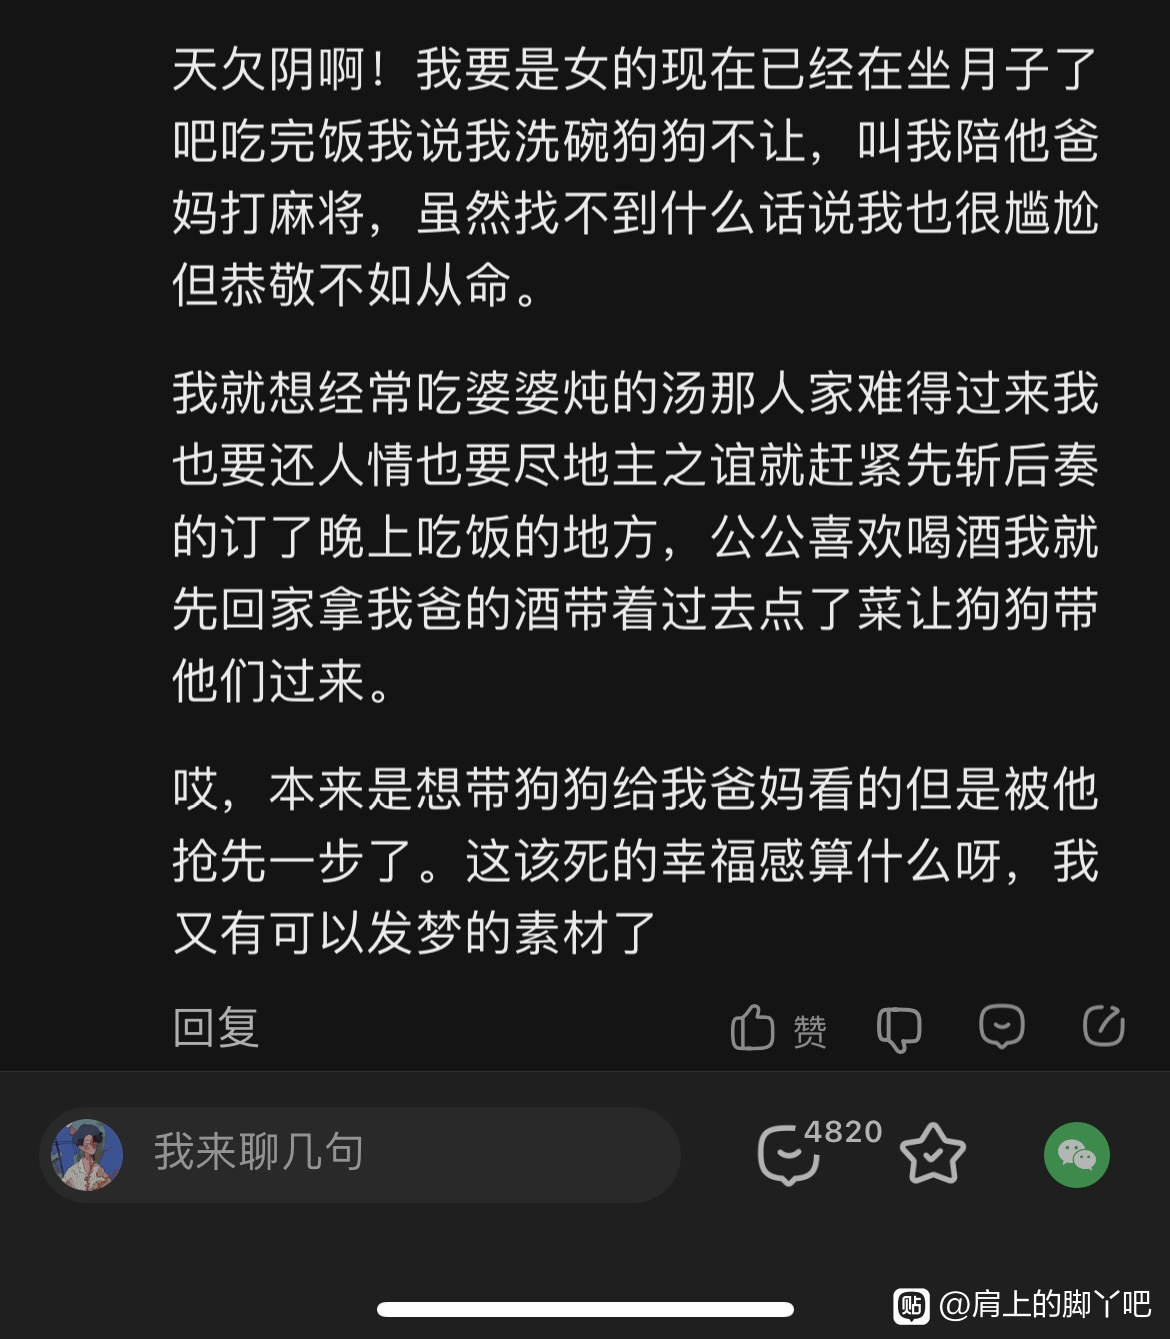 天欠阴啊！我要是女的现在已经在坐月子了
吧吃完饭我说我洗碗狗狗不让，叫我陪他爸
妈打麻将，虽然找不到什么话说我也很尴尬
但恭敬不如从命。
我就想经常吃婆婆炖的汤那人家难得过来我
也要还人情也要尽地主之谊就赶紧先斩后奏
的订了晚上吃饭的地方，公公喜欢喝酒我就
先回家拿我爸的酒带着过去点了菜让狗狗带
他们过来。
哎，本来是想带狗狗给我爸妈看的但是被他
抢先一步了。这该死的幸福感算什么呀，我
又有可以发梦的素材了
回复 赞
我来聊几句 4820
贴 @肩上的脚丫吧